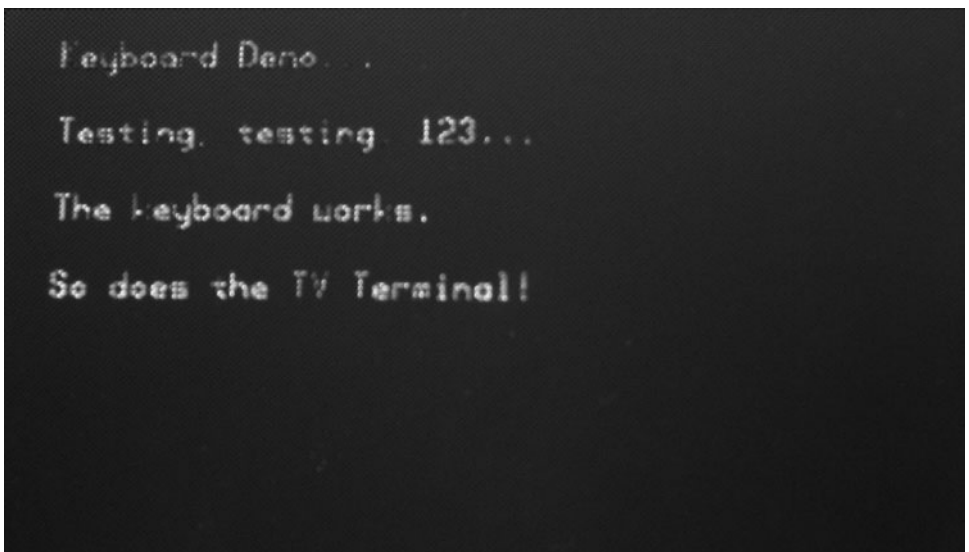 Keyboard Demo...
Testing, testing, 123...
The keyboard works.
So does the TV Terminal!